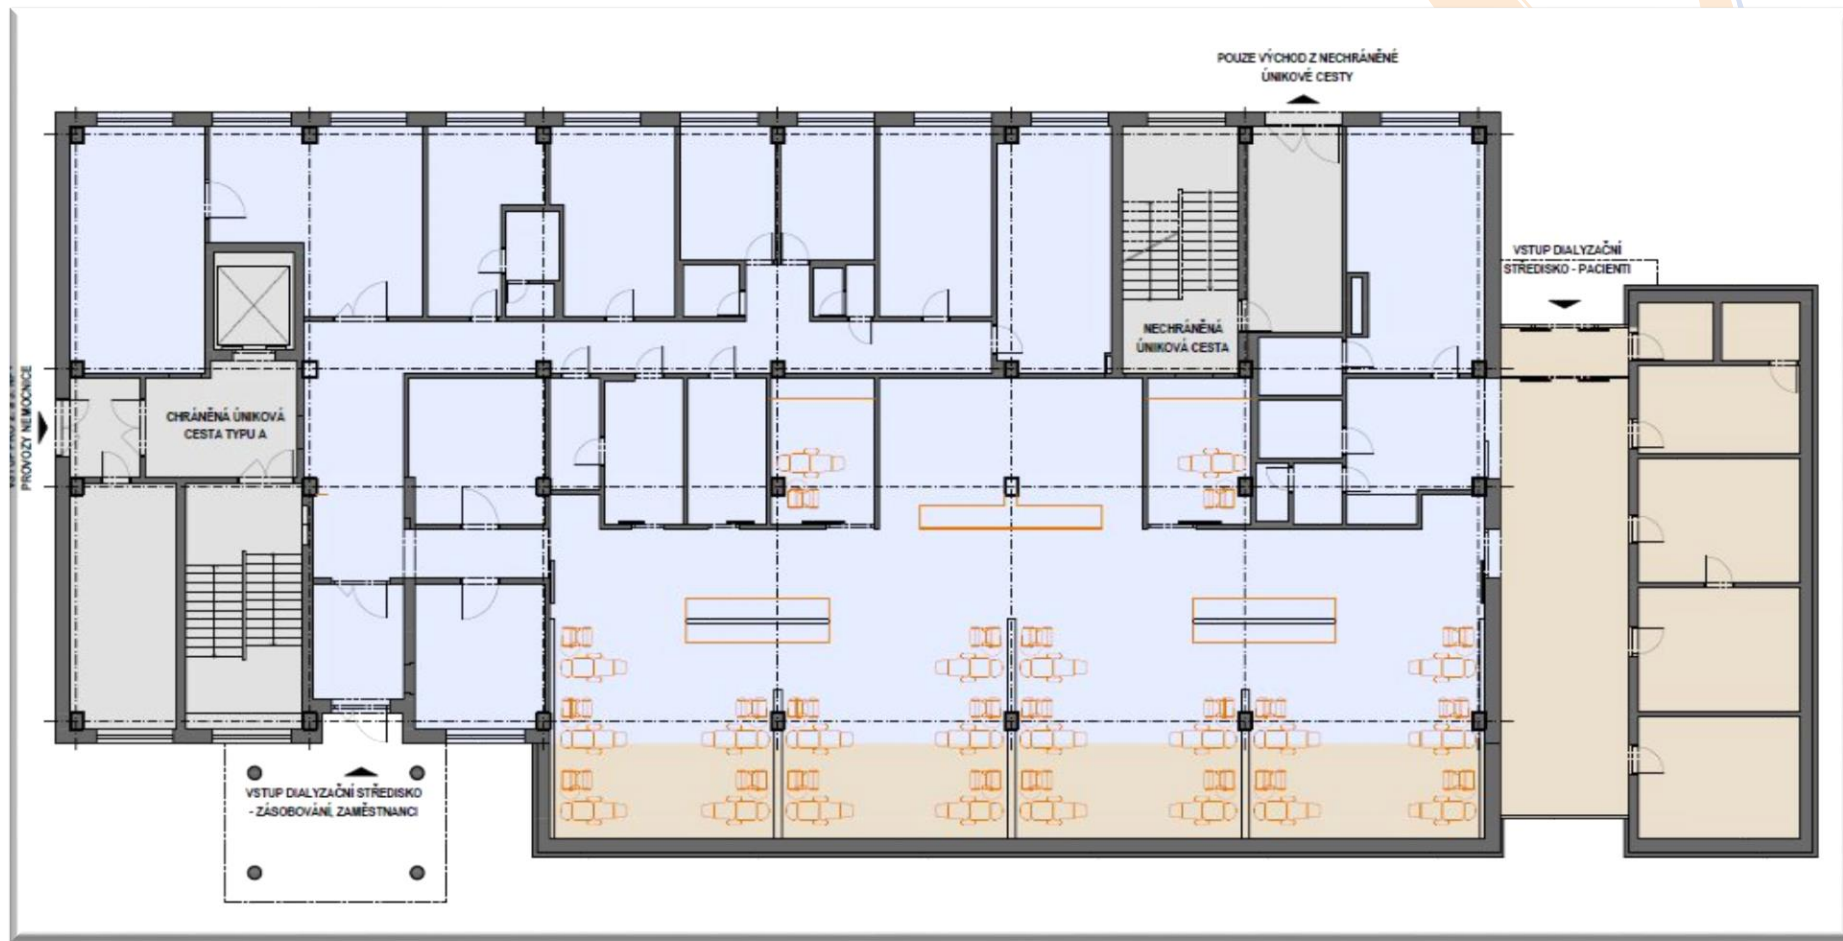 POUZE VÝCHOD Z NECHRÁNĚNÉ
ÚNIKOVÉ CESTY
VSTUP DIALYZAČNÍ
STŘEDISKO - PACIENTI
NECHRÁNĚNÁ
ÚNIKOVÁ CESTA
CHRÁNĚNÁ ÚNIKOVÁ
CESTA TYPU A
PROVOZY NEMOCNICE
VSTUP DIALYZAČNÍ STŘEDISKO
- ZÁSOBOVÁNÍ, ZAMĚSTNANCI